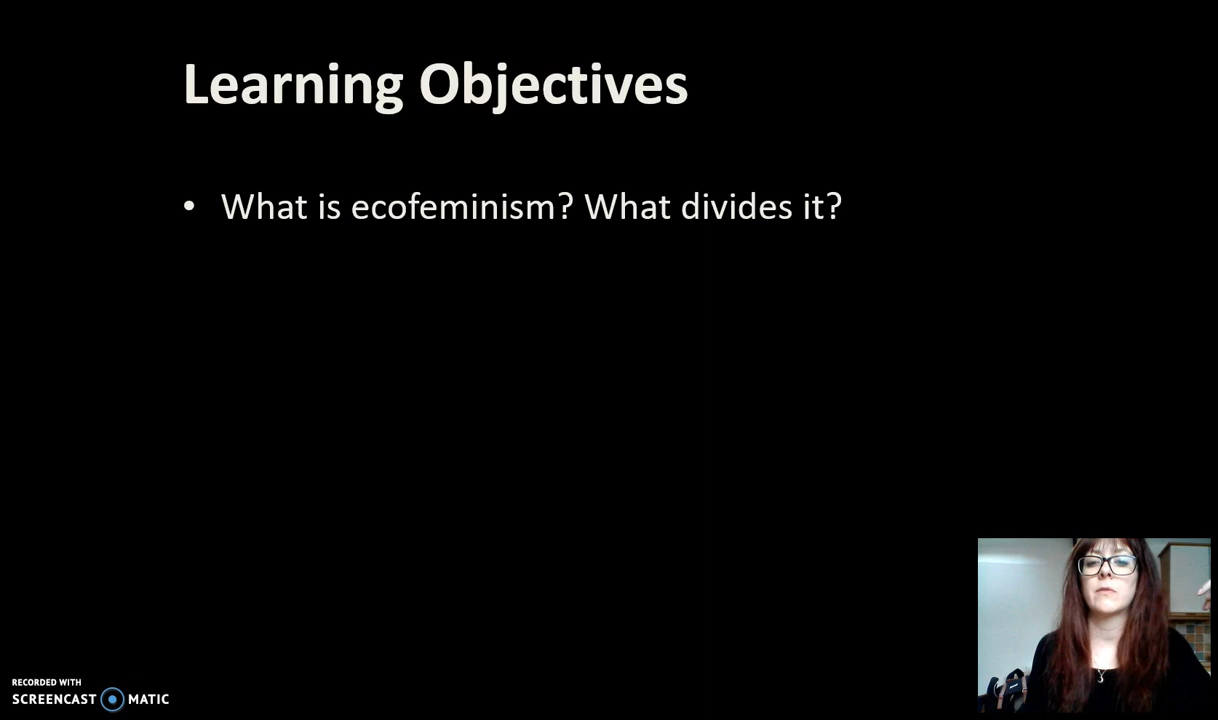 Learning Objectives
• What is ecofeminism? What divides it?
RECORDED WITH
SCREENCAST MATIC